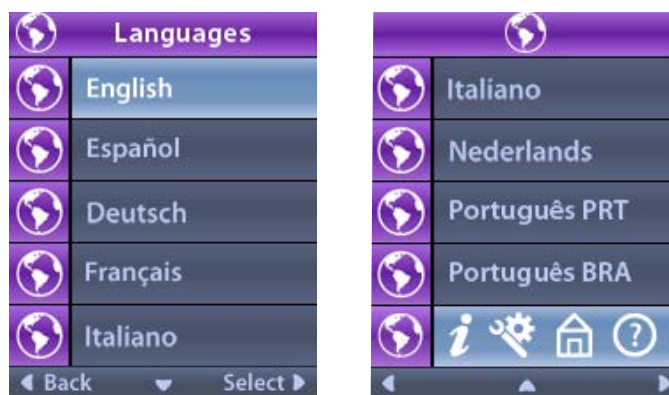 Languages
English
Español
Deutsch
Français
Italiano
Back Select
Italiano
Nederlands
Português PRT
Português BRA